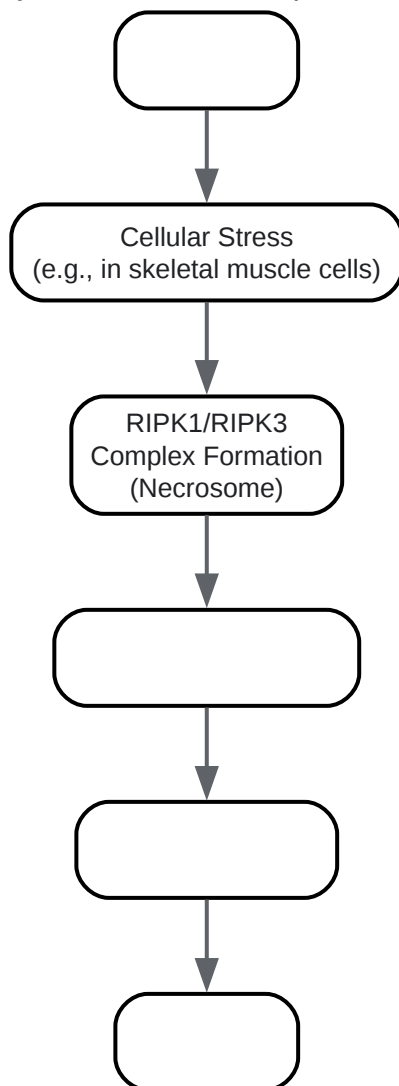 Cellular Stress
(e.g., in skeletal muscle cells)
RIPK1/RIPK3
Complex Formation
(Necrosome)